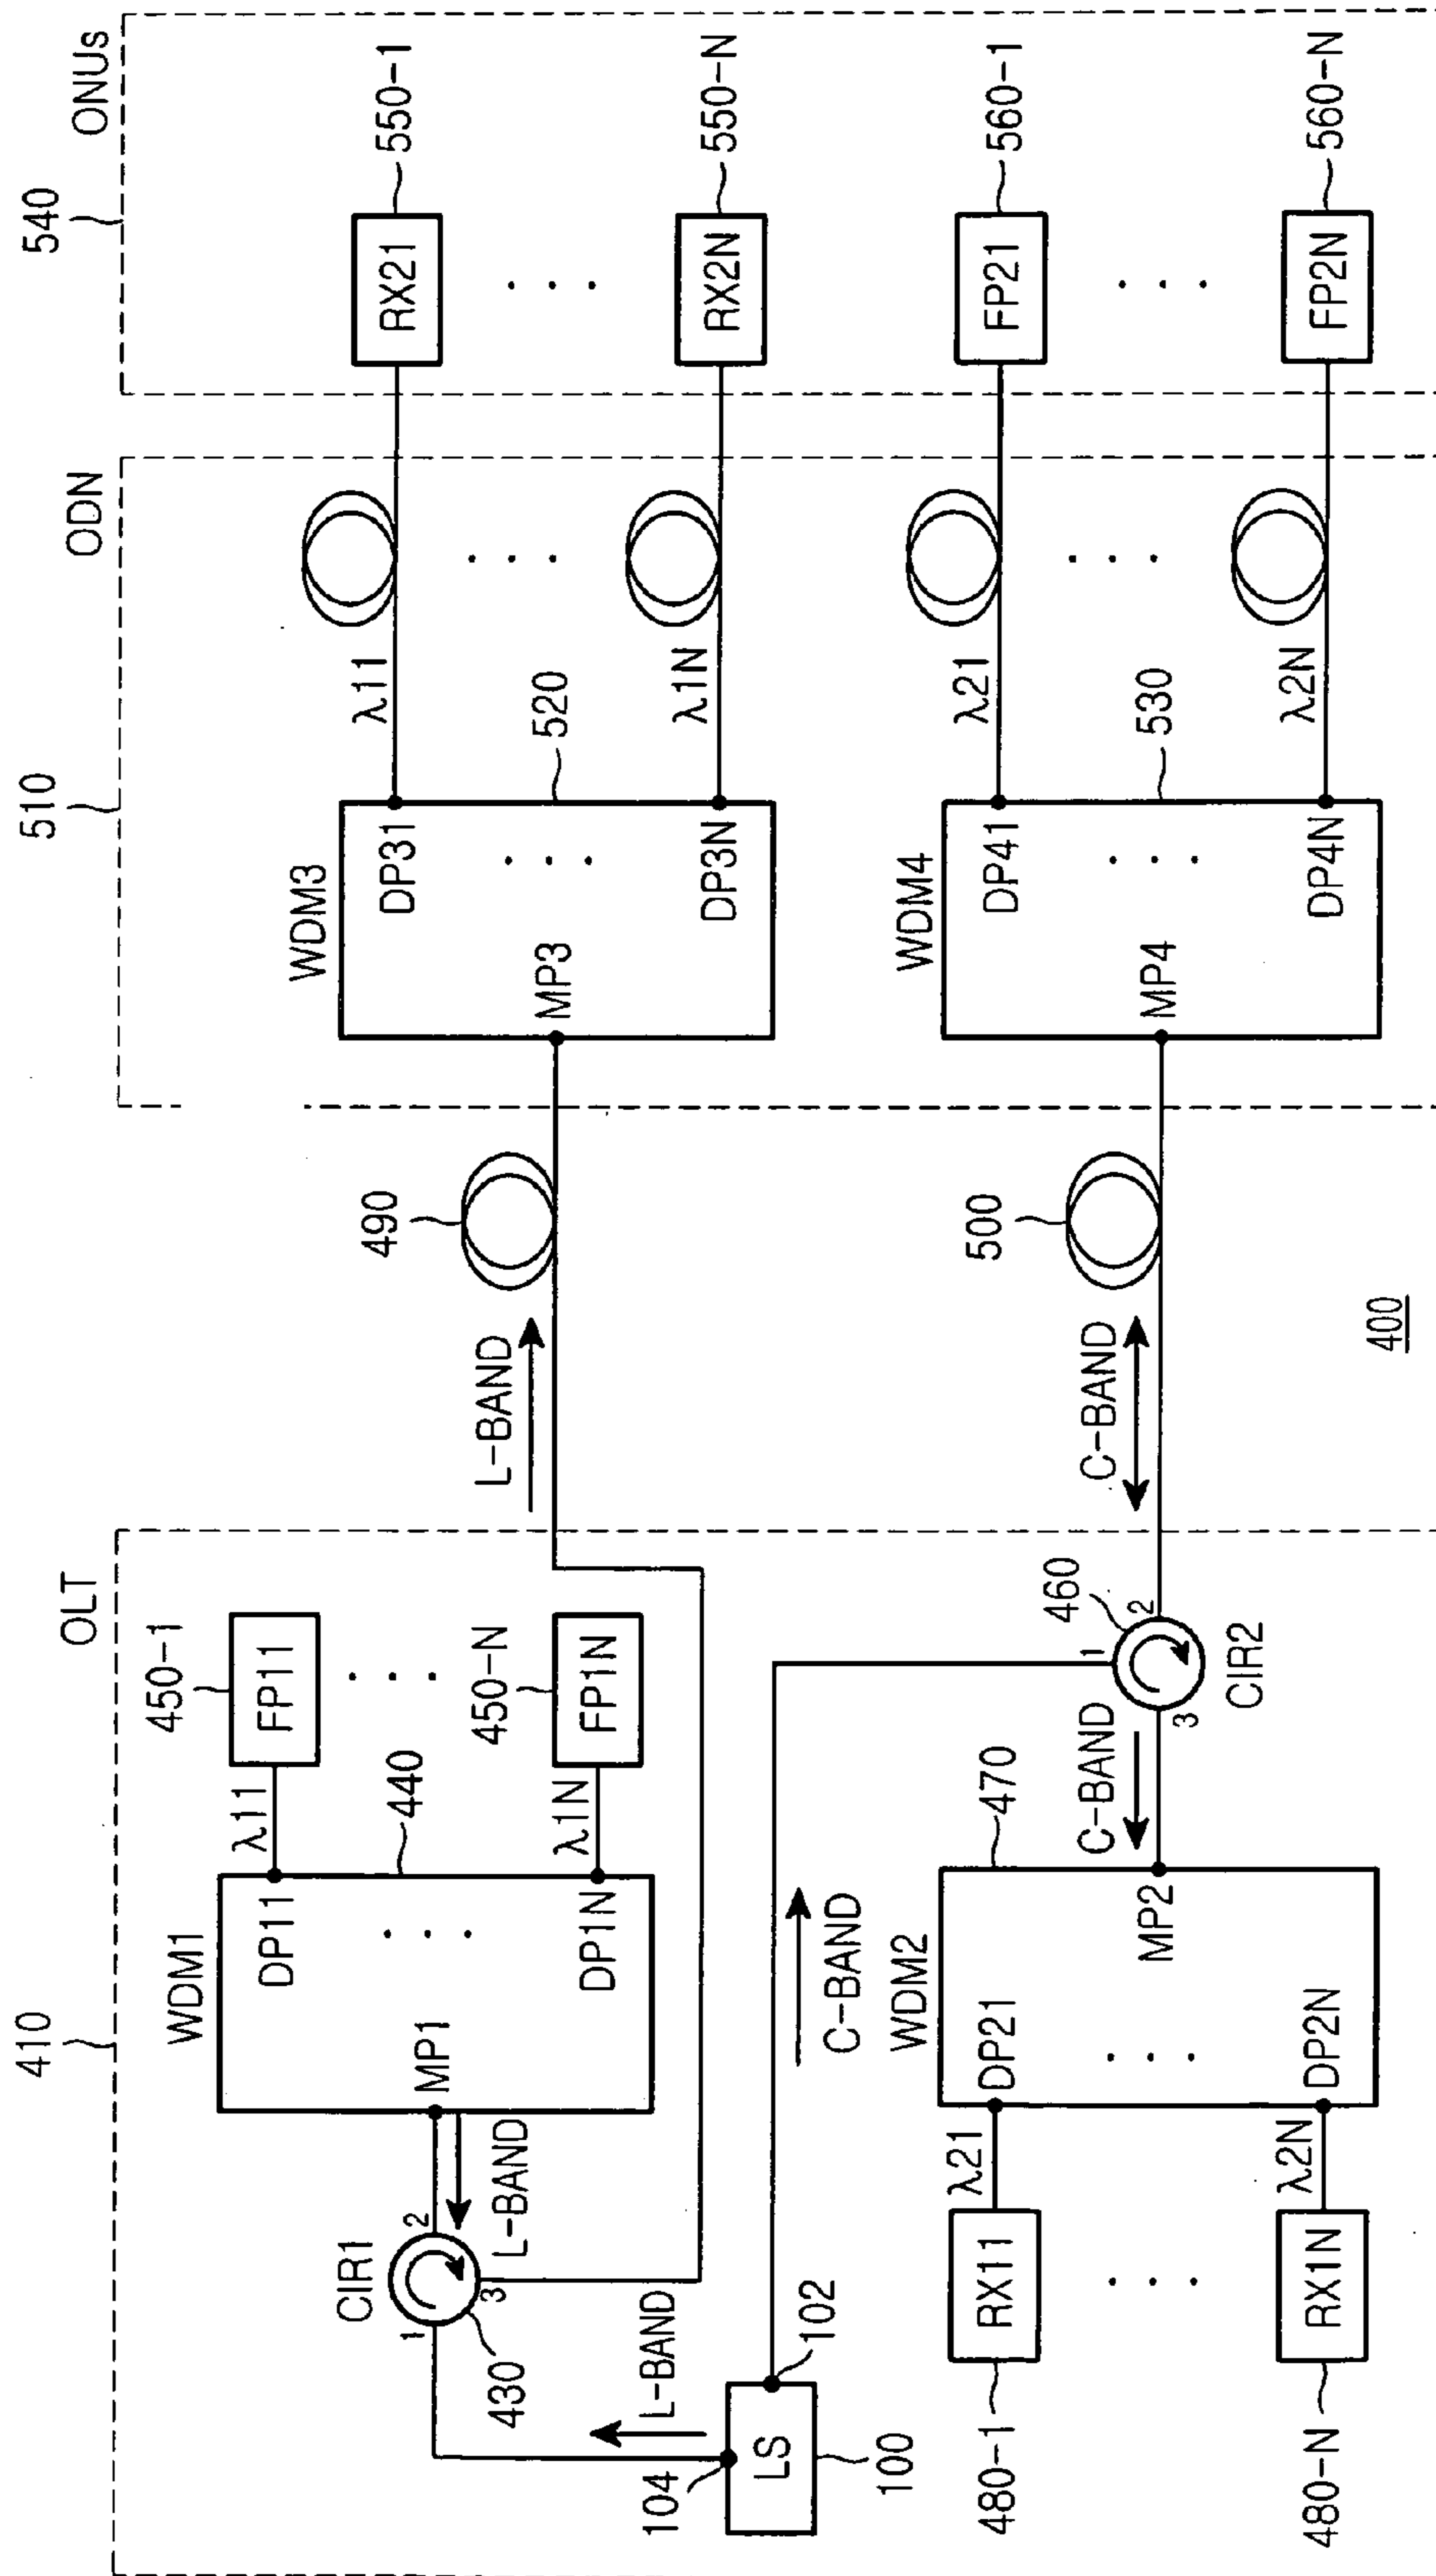 410
OLT
510
ODN
540
ONUs
WDM1
450-1
FP11
λ11
DP11
. . .
. . .
440
450-N
FP1N
λ1N
DP1N
MP1
L-BAND
CIR1
1
2
3
430
L-BAND
104
LS
102
100
C-BAND
L-BAND
490
WDM3
MP3
DP31
. . .
DP3N
520
λ11
. . .
λ1N
RX21
550-1
. . .
RX2N
550-N
480-1
RX11
λ21
WDM2
DP21
. . .
. . .
MP2
DP2N
470
C-BAND
460
1
2
3
CIR2
C-BAND
500
480-N
RX1N
λ2N
WDM4
MP4
DP41
. . .
DP4N
530
λ21
. . .
λ2N
FP21
560-1
. . .
FP2N
560-N
400